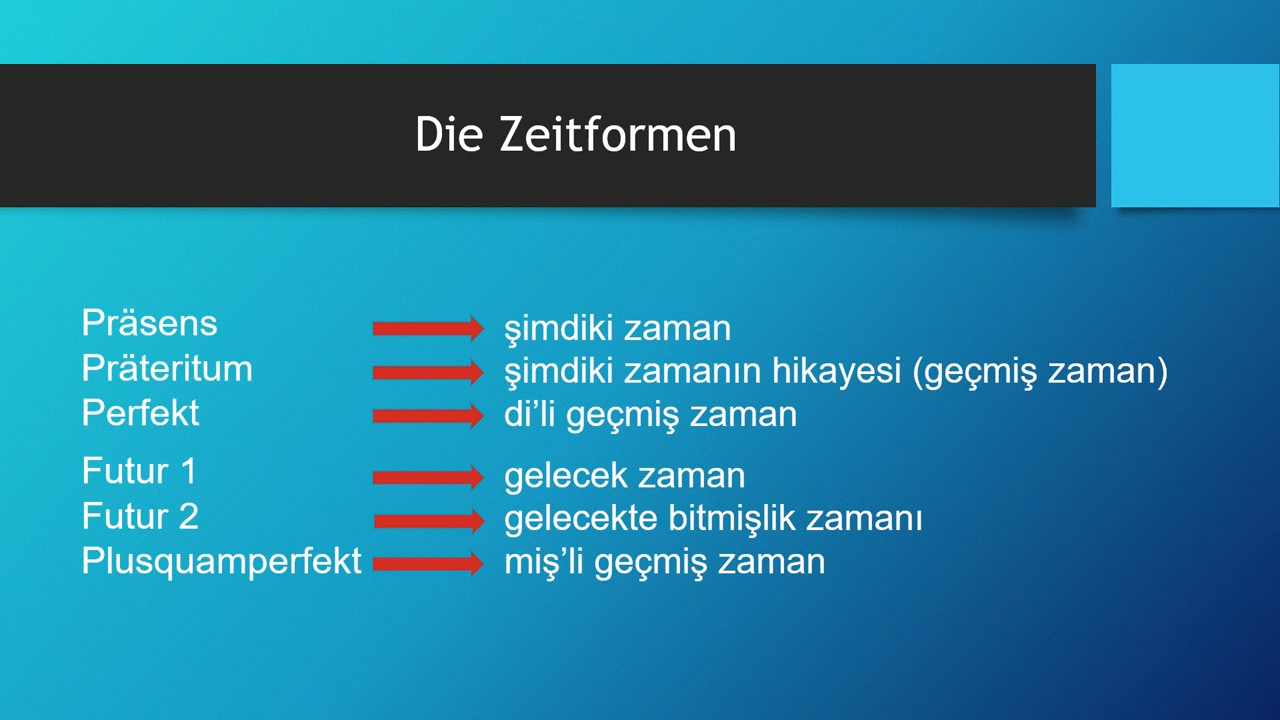 Die Zeitformen
Präsens şimdiki zaman
Präteritum şimdiki zamanın hikayesi (geçmiş zaman)
Perfekt di’li geçmiş zaman
Futur 1 gelecek zaman
Futur 2 gelecekte bitmişlik zamanı
Plusquamperfekt miş’li geçmiş zaman